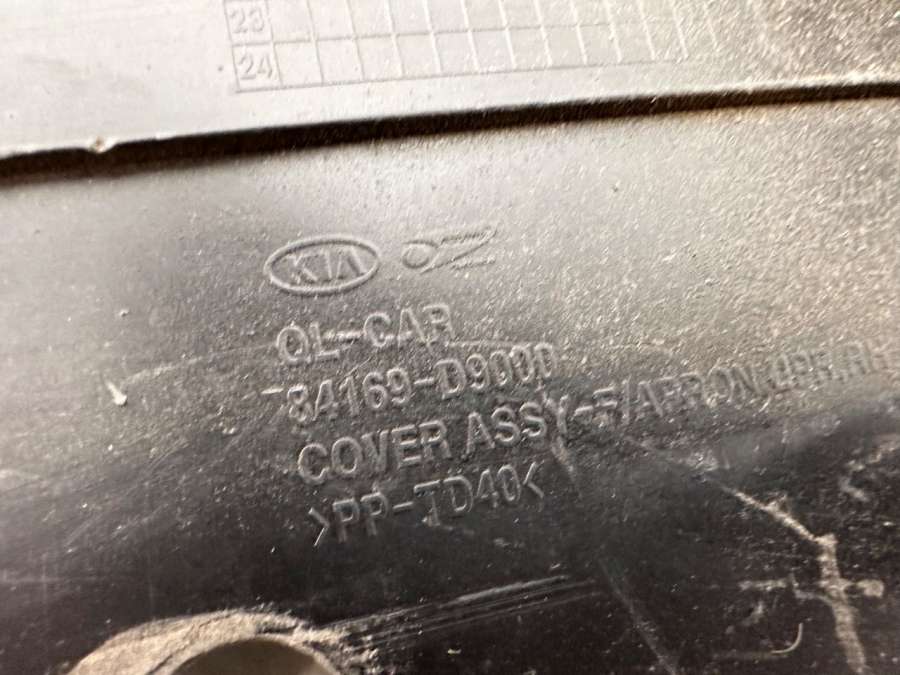 23
24
KIA
QL-CAR
84169-D9000
COVER ASSY-F/APRON UPR, RH
>PP-TD40<